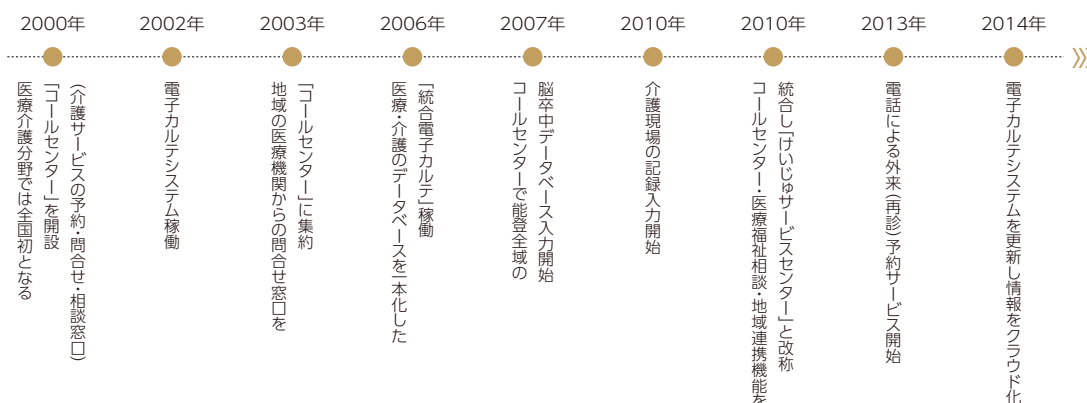 2000年
医療介護分野では全国初となる
「コールセンター」を開設
(介護サービスの予約・問合せ・相談窓口)
2002年
電子カルテシステム稼働
2003年
地域の医療機関からの問合せ窓口を
「コールセンター」に集約
2006年
医療・介護のデータベースを一本化した
「統合電子カルテ」稼働
2007年
コールセンターで能登全域の
脳卒中データベース入力開始
2010年
介護現場の記録入力開始
2010年
コールセンター・医療福祉相談・地域連携機能を
統合し「けいじゅサービスセンター」と改称
2013年
電話による外来(再診)予約サービス開始
2014年
電子カルテシステムを更新し情報をクラウド化